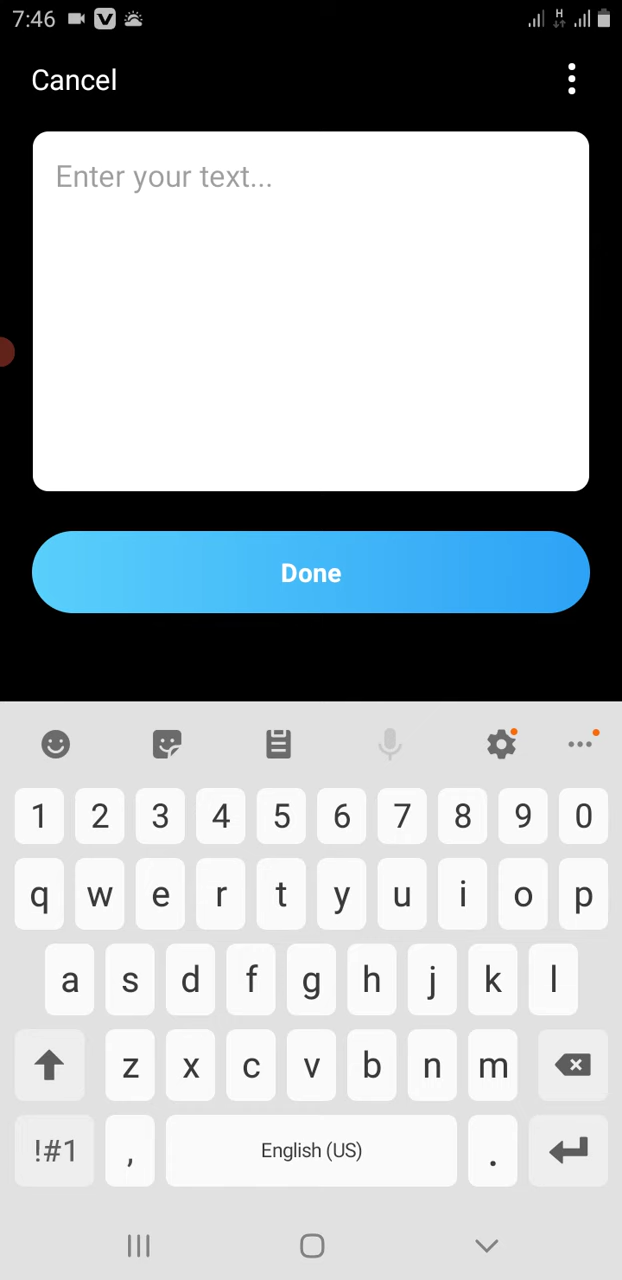 7:46
H
Cancel
Enter your text...
Done
1 2 3 4 5 6 7 8 9 0
q w e r t y u i o p
a s d f g h j k l
z x c v b n m
!#1 , English (US) .